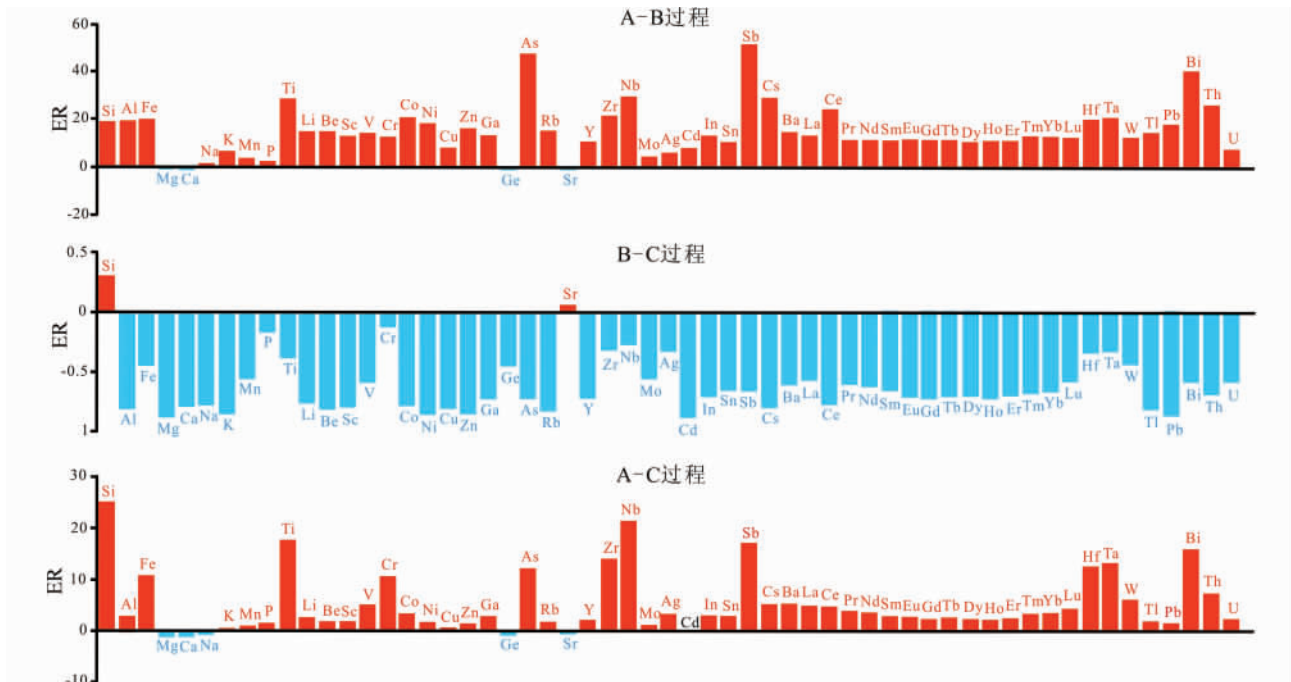 A-B过程
60
40
20
0
-20
ER
Si Al Fe Mg Ca Na K Mn P Ti Li Be Sc V Cr Co Ni Cu Zn Ga Ge As Rb Sr Y Zr Nb Mo Ag Cd In Sn Sb Cs Ba La Ce Pr Nd Sm Eu Gd Tb Dy Ho Er Tm Yb Lu Hf Ta W Tl Pb Bi Th U
B-C过程
0.5
0
-0.5
1
ER
Si Al Fe Mg Ca Na K Mn P Ti Li Be Sc V Cr Co Ni Cu Zn Ga Ge As Rb Sr Y Zr Nb Mo Ag Cd In Sn Sb Cs Ba La Ce Pr Nd Sm Eu Gd Tb Dy Ho Er Tm Yb Lu Hf Ta W Tl Pb Bi Th U
A-C过程
30
20
10
0
-10
ER
Si Al Fe Mg Ca Na K Mn P Ti Li Be Sc V Cr Co Ni Cu Zn Ga Ge As Rb Sr Y Zr Nb Mo Ag Cd In Sn Sb Cs Ba La Ce Pr Nd Sm Eu Gd Tb Dy Ho Er Tm Yb Lu Hf Ta W Tl Pb Bi Th U